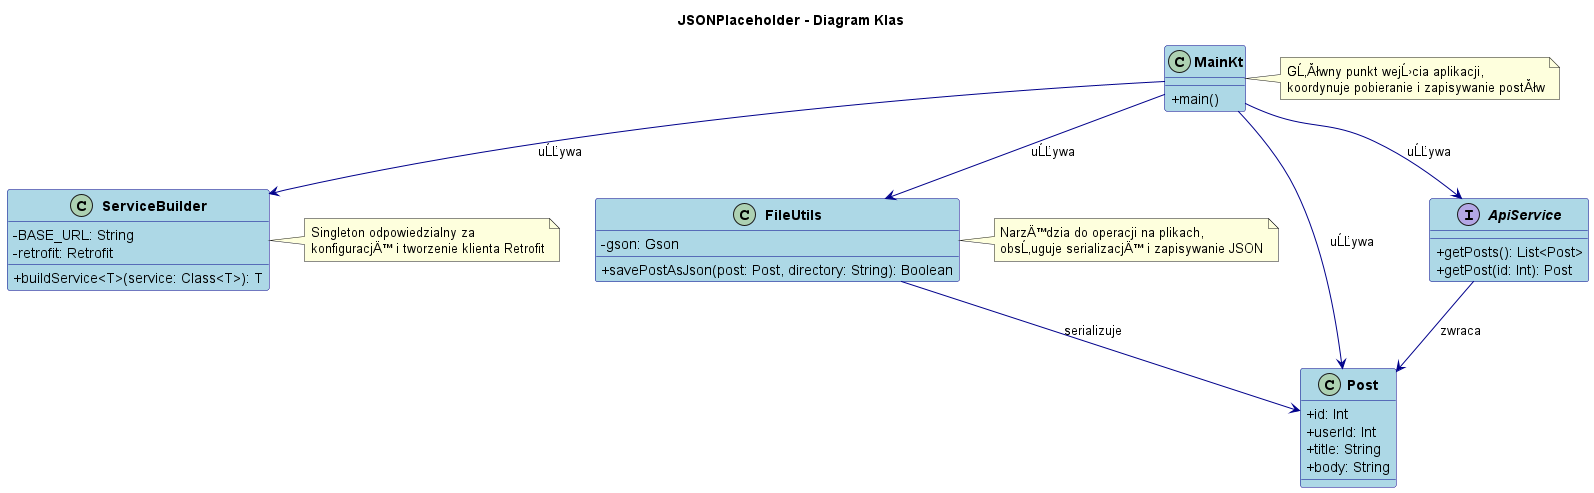 JSONPlaceholder - Diagram Klas
C MainKt
+main()
GĹ‚Ăłwny punkt wejĹ›cia aplikacji,
koordynuje pobieranie i zapisywanie postĂłw
uĹĽywa
uĹĽywa
uĹĽywa
C ServiceBuilder
-BASE_URL: String
-retrofit: Retrofit
+buildService<T>(service: Class<T>): T
Singleton odpowiedzialny za
konfiguracjÄ™ i tworzenie klienta Retrofit
C FileUtils
-gson: Gson
+savePostAsJson(post: Post, directory: String): Boolean
NarzÄ™dzia do operacji na plikach,
obsĹ‚uguje serializacjÄ™ i zapisywanie JSON
uĹĽywa
I ApiService
+getPosts(): List<Post>
+getPost(id: Int): Post
serializuje
zwraca
C Post
+id: Int
+userId: Int
+title: String
+body: String